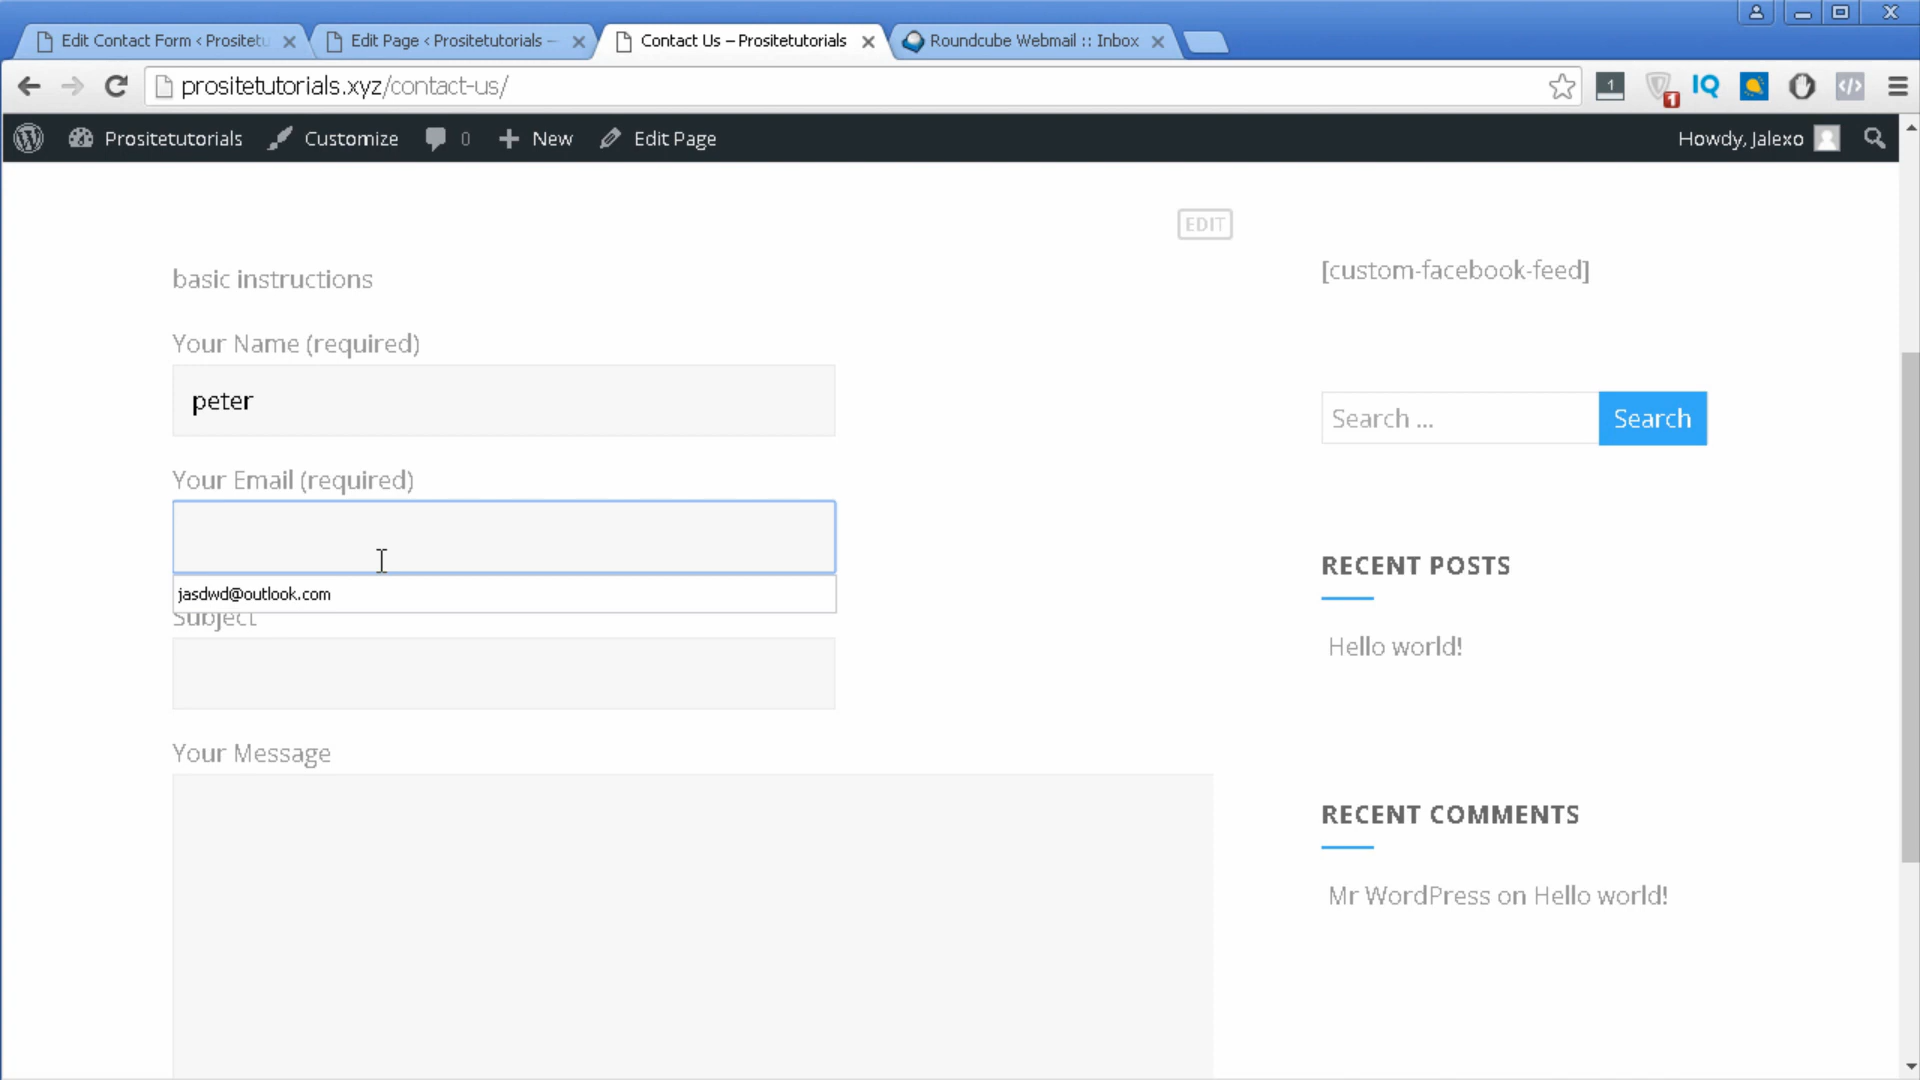 Edit Contact Form < Prositetu
Edit Page < Prositetutorials —
Contact Us – Prositetutorials
Roundcube Webmail :: Inbox
prositetutorials.xyz/contact-us/
1
1
IQ
</>
Prositetutorials
Customize
0
New
Edit Page
Howdy, Jalexo
EDIT
basic instructions
[custom-facebook-feed]
Your Name (required)
peter
Search ...
Search
Your Email (required)
jasdwd@outlook.com
Subject
RECENT POSTS
Hello world!
Your Message
RECENT COMMENTS
Mr WordPress on Hello world!